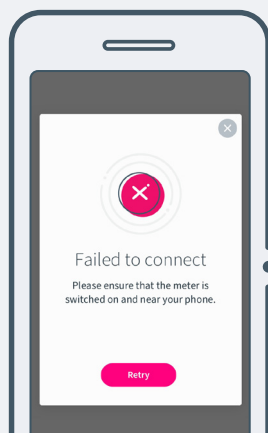 Failed to connect
Please ensure that the meter is
switched on and near your phone.
Retry